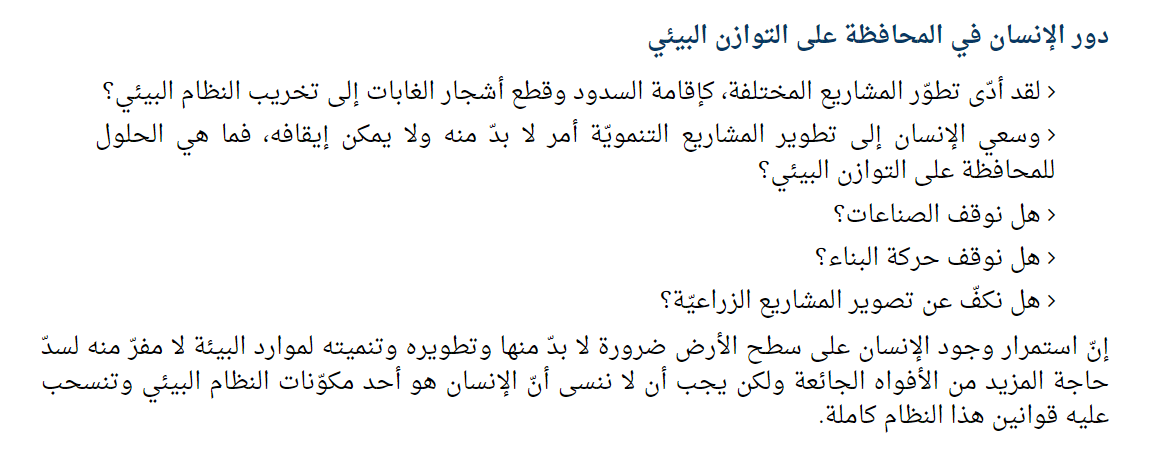 دور الإنسان في المحافظة على التوازن البيئي
› لقد أدّى تطوّر المشاريع المختلفة، كإقامة السدود وقطع أشجار الغابات إلى تخريب النظام البيئي؟
› وسعي الإنسان إلى تطوير المشاريع التنمويّة أمر لا بدّ منه ولا يمكن إيقافه، فما هي الحلول
للمحافظة على التوازن البيئي؟
› هل نوقف الصناعات؟
› هل نوقف حركة البناء؟
› هل نكفّ عن تصوير المشاريع الزراعيّة؟
إنّ استمرار وجود الإنسان على سطح الأرض ضرورة لا بدّ منها وتطويره وتنميته لموارد البيئة لا مفرّ منه لسدّ
حاجة المزيد من الأفواه الجائعة ولكن يجب أن لا ننسى أنّ الإنسان هو أحد مكوّنات النظام البيئي وتنسحب
عليه قوانين هذا النظام كاملة.